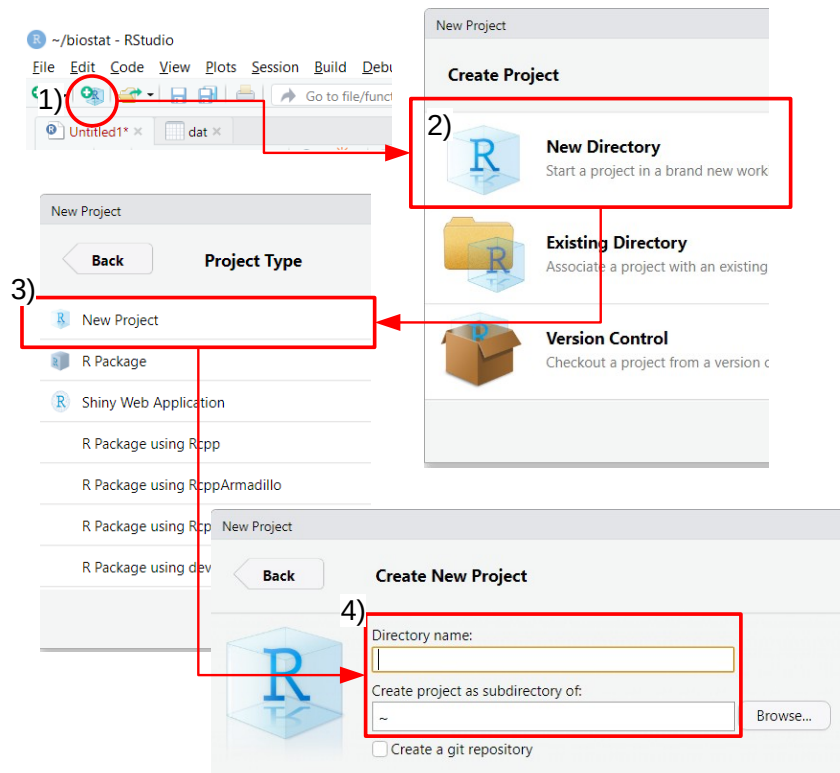 ~/biostat - RStudio
File Edit Code View Plots Session Build Debu
1)
Go to file/funct
Untitled1* × dat ×
New Project
Create Project
2)
New Directory
Start a project in a brand new work
Existing Directory
Associate a project with an existing
Version Control
Checkout a project from a version c
New Project
Back Project Type
3)
R New Project
R Package
R Shiny Web Application
R Package using Rcpp
R Package using RcppArmadillo
R Package using Rcp
R Package using dev
New Project
Back Create New Project
4)
Directory name:
R
Create project as subdirectory of:
~ Browse...
Create a git repository